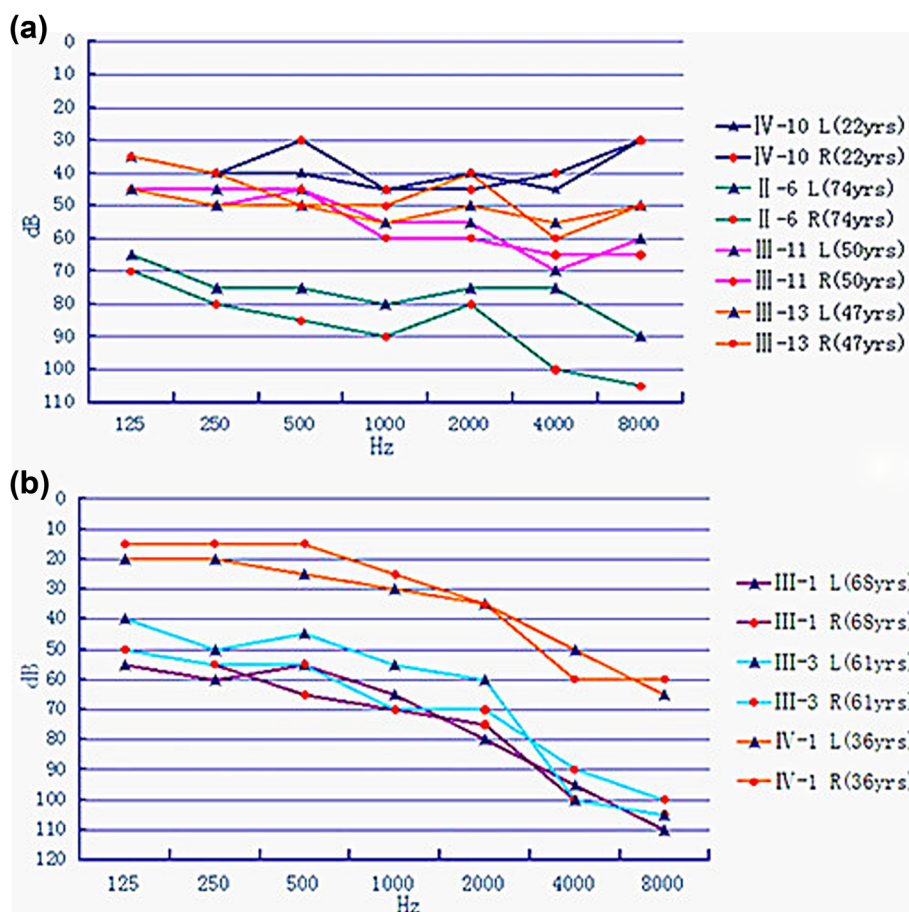 (a)
0
10
20
30
40
50
60
70
80
90
100
110
dB
125 250 500 1000 2000 4000 8000
Hz
Ⅳ-10 L(22yrs)
Ⅳ-10 R(22yrs)
Ⅱ-6 L(74yrs)
Ⅱ-6 R(74yrs)
Ⅲ-11 L(50yrs)
Ⅲ-11 R(50yrs)
Ⅲ-13 L(47yrs)
Ⅲ-13 R(47yrs)
(b)
0
10
20
30
40
50
60
70
80
90
100
110
120
dB
125 250 500 1000 2000 4000 8000
Hz
III-1 L(68yrs)
III-1 R(68yrs)
III-3 L(61yrs)
III-3 R(61yrs)
IV-1 L(36yrs)
IV-1 R(36yrs)